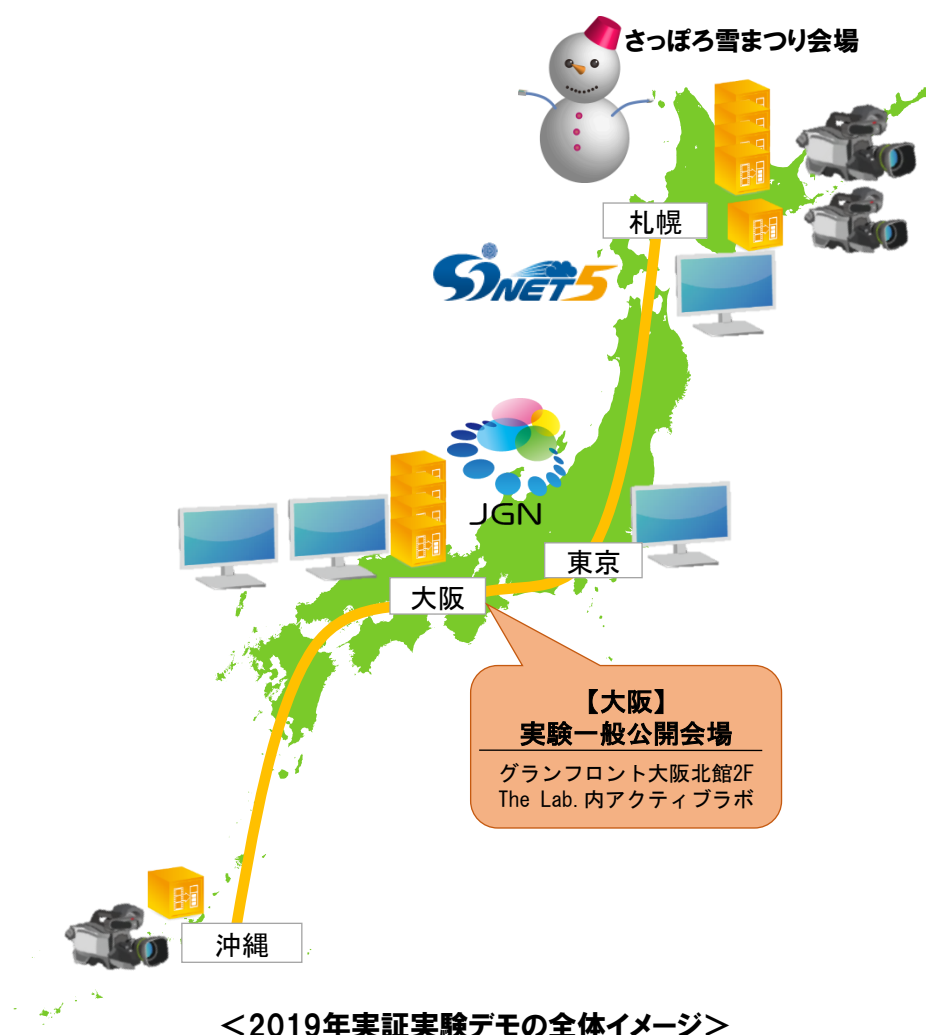 さっぽろ雪まつり会場
札幌
SINET5
JGN
東京
大阪
【大阪】
実験一般公開会場
グランフロント大阪北館2F
The Lab.内アクティブラボ
沖縄
＜2019年実証実験デモの全体イメージ＞